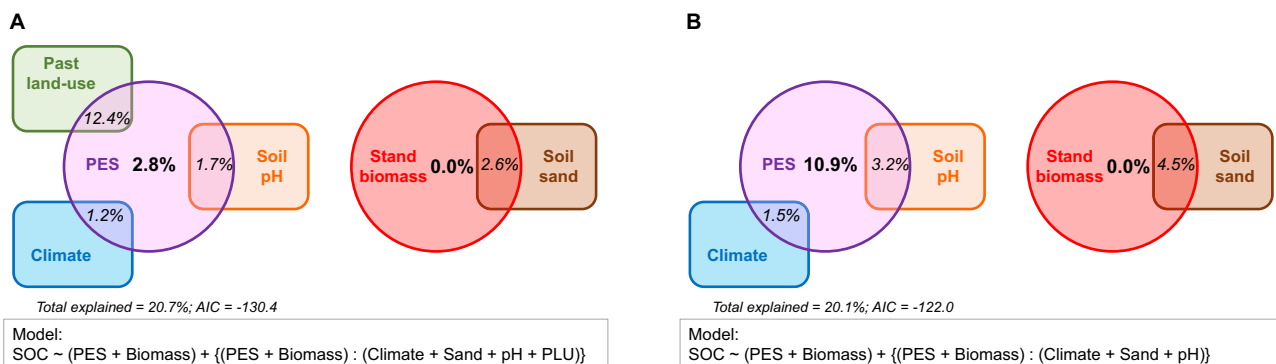 A
Past
land-use
12.4%
PES 2.8%
1.7%
Soil
pH
1.2%
Climate
Stand
biomass
0.0%
2.6%
Soil
sand
Total explained = 20.7%; AIC = -130.4
Model:
SOC ~ (PES + Biomass) + {(PES + Biomass) : (Climate + Sand + pH + PLU)}
B
PES 10.9%
3.2%
Soil
pH
1.5%
Climate
Stand
biomass
0.0%
4.5%
Soil
sand
Total explained = 20.1%; AIC = -122.0
Model:
SOC ~ (PES + Biomass) + {(PES + Biomass) : (Climate + Sand + pH)}